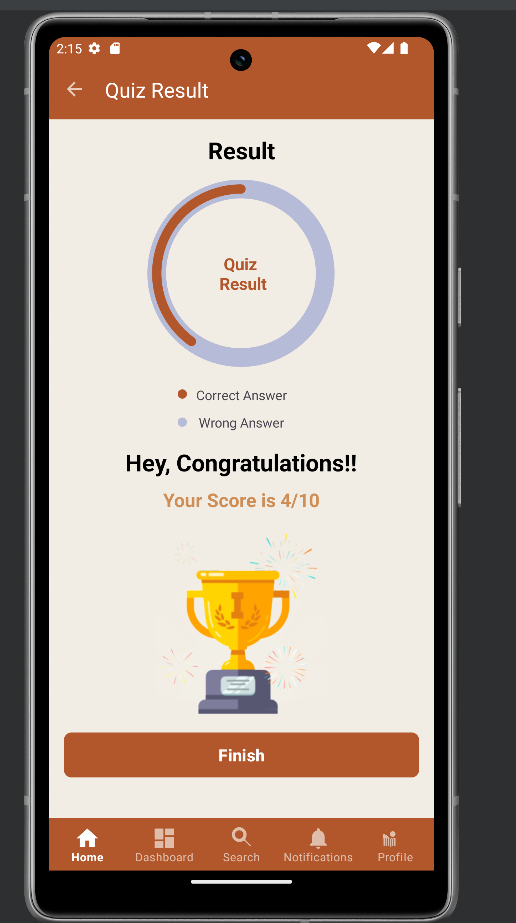 2:15
Quiz Result
Result
Quiz
Result
Correct Answer
Wrong Answer
Hey, Congratulations!!
Your Score is 4/10
Finish
Home
Dashboard
Search
Notifications
Profile